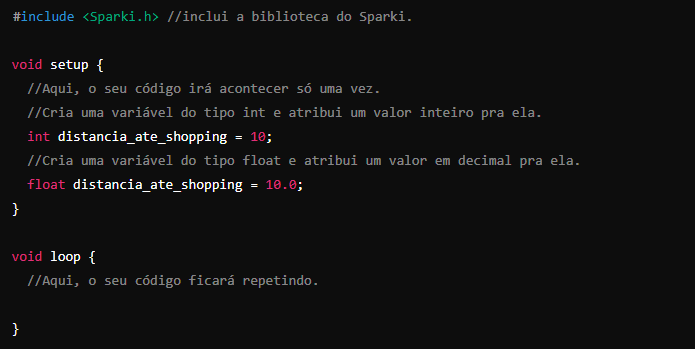 #include <Sparki.h> //inclui a biblioteca do Sparki.
void setup {
//Aqui, o seu código irá acontecer só uma vez.
//Cria uma variável do tipo int e atribui um valor inteiro pra ela.
int distancia_ate_shopping = 10;
//Cria uma variável do tipo float e atribui um valor em decimal pra ela.
float distancia_ate_shopping = 10.0;
}
void loop {
//Aqui, o seu código ficará repetindo.
}